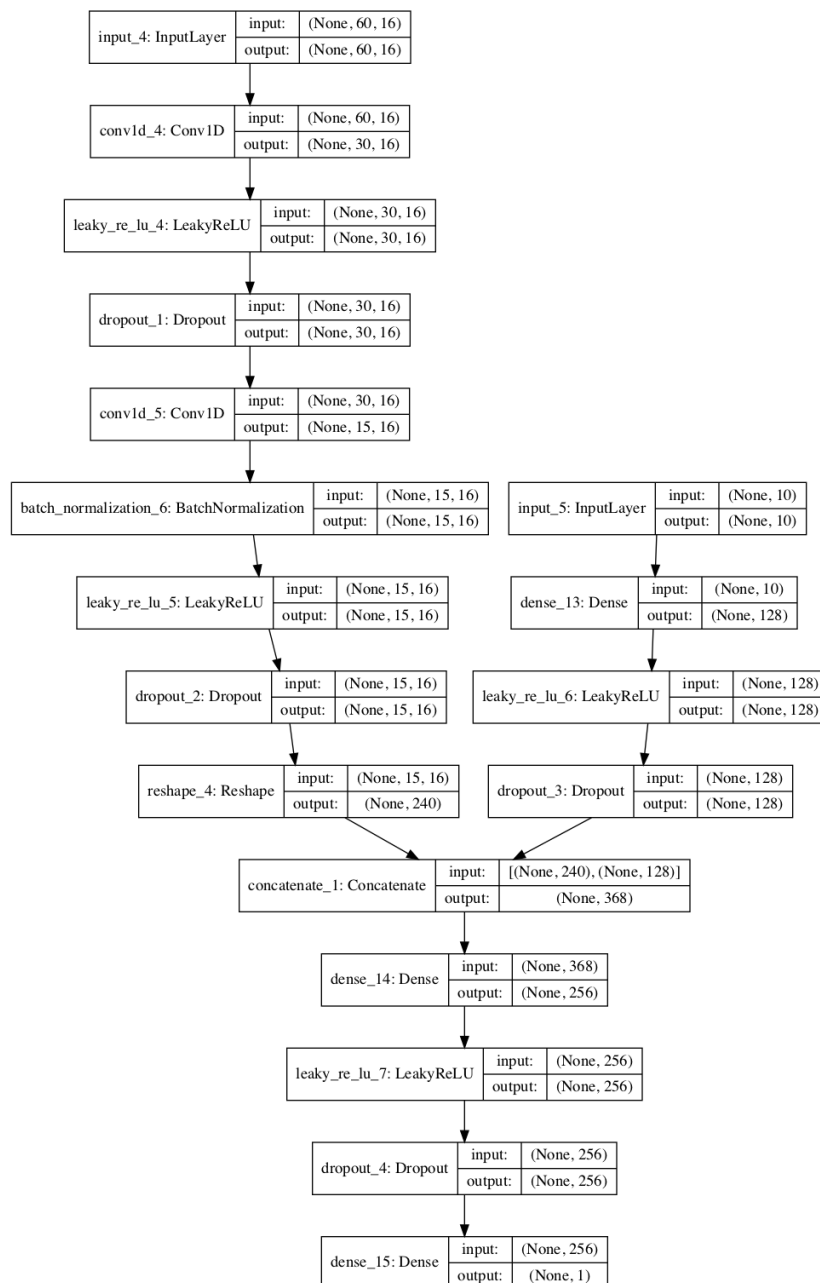 input_4: InputLayer
input: (None, 60, 16)
output: (None, 60, 16)
conv1d_4: Conv1D
input: (None, 60, 16)
output: (None, 30, 16)
leaky_re_lu_4: LeakyReLU
input: (None, 30, 16)
output: (None, 30, 16)
dropout_1: Dropout
input: (None, 30, 16)
output: (None, 30, 16)
conv1d_5: Conv1D
input: (None, 30, 16)
output: (None, 15, 16)
batch_normalization_6: BatchNormalization
input: (None, 15, 16)
output: (None, 15, 16)
input_5: InputLayer
input: (None, 10)
output: (None, 10)
leaky_re_lu_5: LeakyReLU
input: (None, 15, 16)
output: (None, 15, 16)
dense_13: Dense
input: (None, 10)
output: (None, 128)
dropout_2: Dropout
input: (None, 15, 16)
output: (None, 15, 16)
leaky_re_lu_6: LeakyReLU
input: (None, 128)
output: (None, 128)
reshape_4: Reshape
input: (None, 15, 16)
output: (None, 240)
dropout_3: Dropout
input: (None, 128)
output: (None, 128)
concatenate_1: Concatenate
input: [(None, 240), (None, 128)]
output: (None, 368)
dense_14: Dense
input: (None, 368)
output: (None, 256)
leaky_re_lu_7: LeakyReLU
input: (None, 256)
output: (None, 256)
dropout_4: Dropout
input: (None, 256)
output: (None, 256)
dense_15: Dense
input: (None, 256)
output: (None, 1)